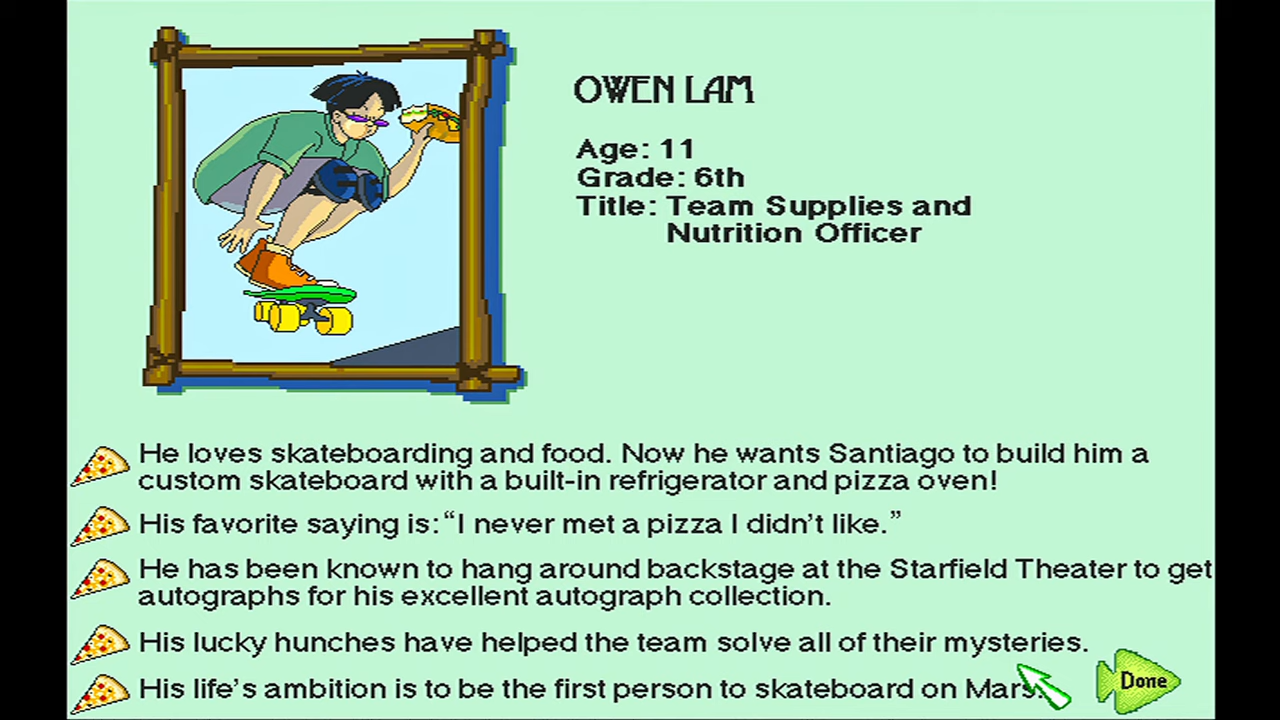 OWEN LAM
Age: 11
Grade: 6th
Title: Team Supplies and
Nutrition Officer
He loves skateboarding and food. Now he wants Santiago to build him a
custom skateboard with a built-in refrigerator and pizza oven!
His favorite saying is: “I never met a pizza I didn’t like.”
He has been known to hang around backstage at the Starfield Theater to get
autographs for his excellent autograph collection.
His lucky hunches have helped the team solve all of their mysteries.
His life’s ambition is to be the first person to skateboard on Mars.
Done